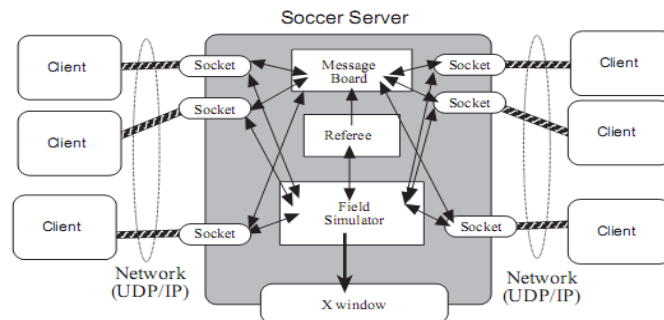 Soccer Server
Client
Socket
Message
Board
Socket
Client
Client
Socket
Socket
Client
Referee
Client
Socket
Field
Simulator
Socket
Client
Network
(UDP/IP)
Network
(UDP/IP)
X window